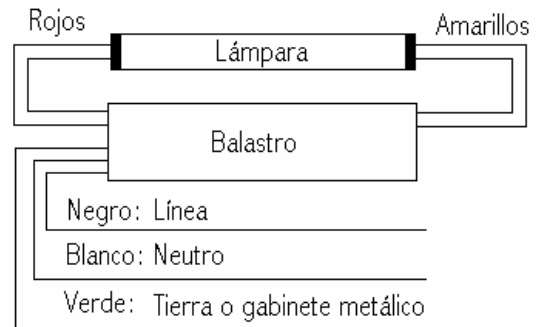 Rojos
Amarillos
Lámpara
Balastro
Negro: Línea
Blanco: Neutro
Verde: Tierra o gabinete metálico